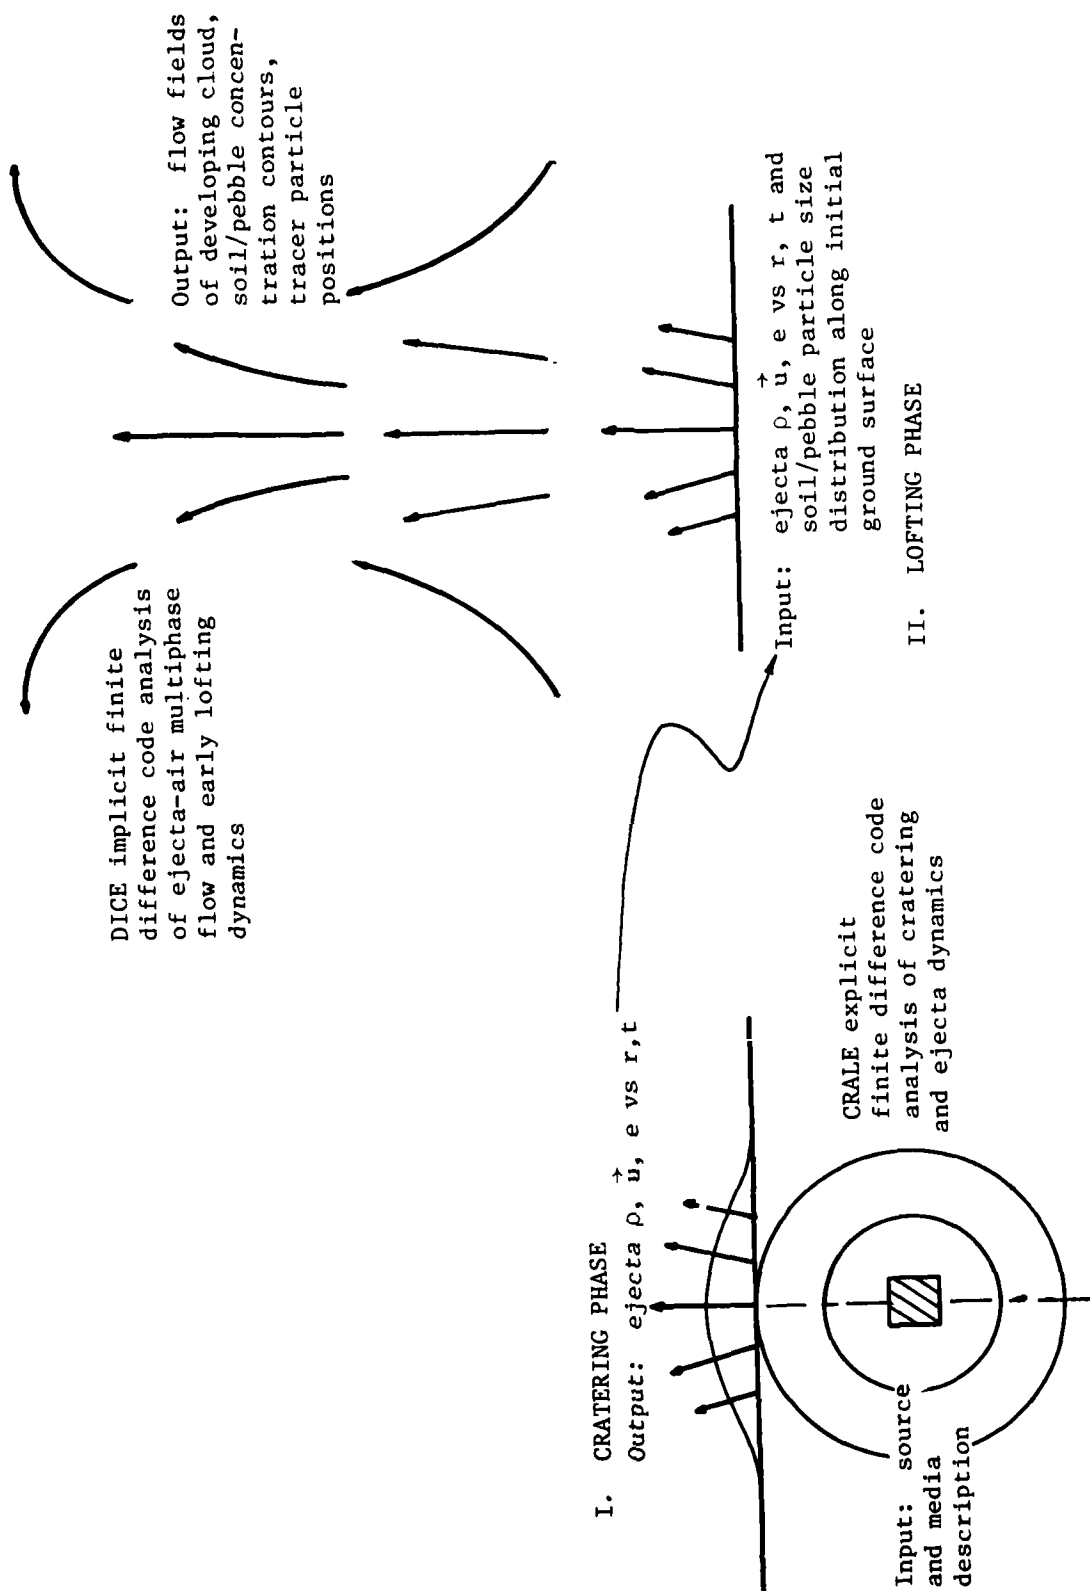 I. CRATERING PHASE
Output: ejecta ρ, u⃗, e vs r,t
Input: source
and media
description
CRALE explicit
finite difference code
analysis of cratering
and ejecta dynamics
DICE implicit finite
difference code analysis
of ejecta-air multiphase
flow and early lofting
dynamics
Output: flow fields
of developing cloud,
soil/pebble concen-
tration contours,
tracer particle
positions
Input: ejecta ρ, u⃗, e vs r, t and
soil/pebble particle size
distribution along initial
ground surface
II. LOFTING PHASE